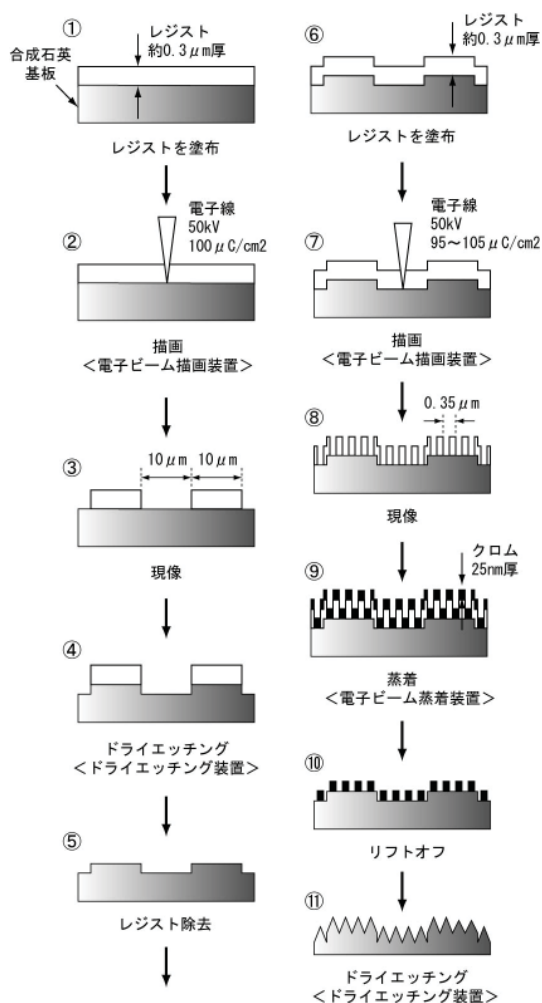 ①
レジスト
約0.3μm厚
合成石英
基板
レジストを塗布
②
電子線
50kV
100μC/cm2
描画
<電子ビーム描画装置>
③
10μm
10μm
現像
④
ドライエッチング
<ドライエッチング装置>
⑤
レジスト除去
⑥
レジスト
約0.3μm厚
レジストを塗布
⑦
電子線
50kV
95～105μC/cm2
描画
<電子ビーム描画装置>
⑧
0.35μm
現像
⑨
クロム
25nm厚
蒸着
<電子ビーム蒸着装置>
⑩
リフトオフ
⑪
ドライエッチング
<ドライエッチング装置>